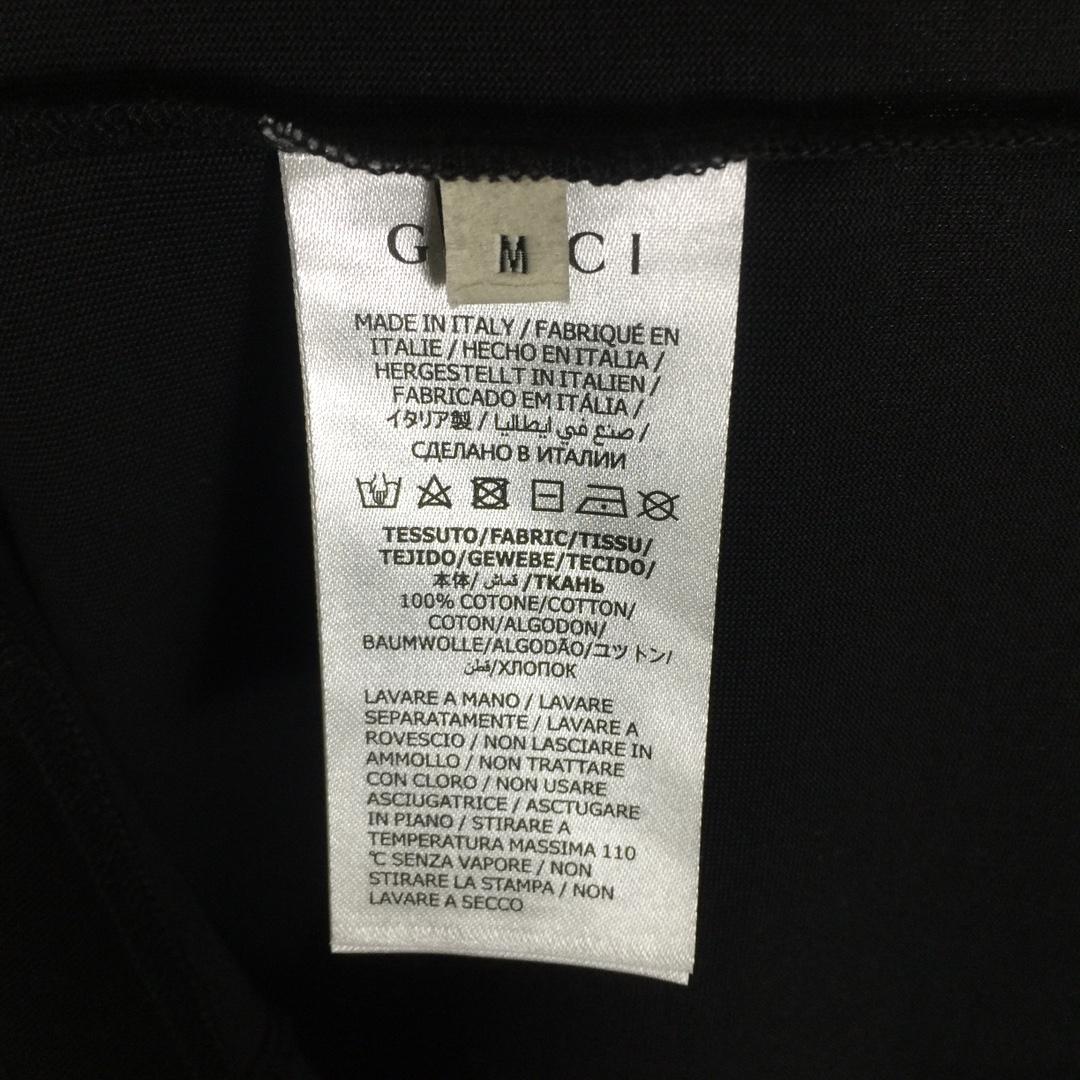 G CI
M
MADE IN ITALY / FABRIQUÉ EN
ITALIE / HECHO EN ITALIA /
HERGESTELLT IN ITALIEN /
FABRICADO EM ITÁLIA /
イタリア製 / صنع في ايطاليا /
СДЕЛАНО В ИТАЛИИ
TESSUTO/FABRIC/TISSU/
TEJIDO/GEWEBE/TECIDO/
本体/ قماش /ТКАНЬ
100% COTONE/COTTON/
COTON/ALGODON/
BAUMWOLLE/ALGODÃO/コットン/
قطن/ХЛОПОК
LAVARE A MANO / LAVARE
SEPARATAMENTE / LAVARE A
ROVESCIO / NON LASCIARE IN
AMMOLLO / NON TRATTARE
CON CLORO / NON USARE
ASCIUGATRICE / ASCTUGARE
IN PIANO / STIRARE A
TEMPERATURA MASSIMA 110
℃ SENZA VAPORE / NON
STIRARE LA STAMPA / NON
LAVARE A SECCO